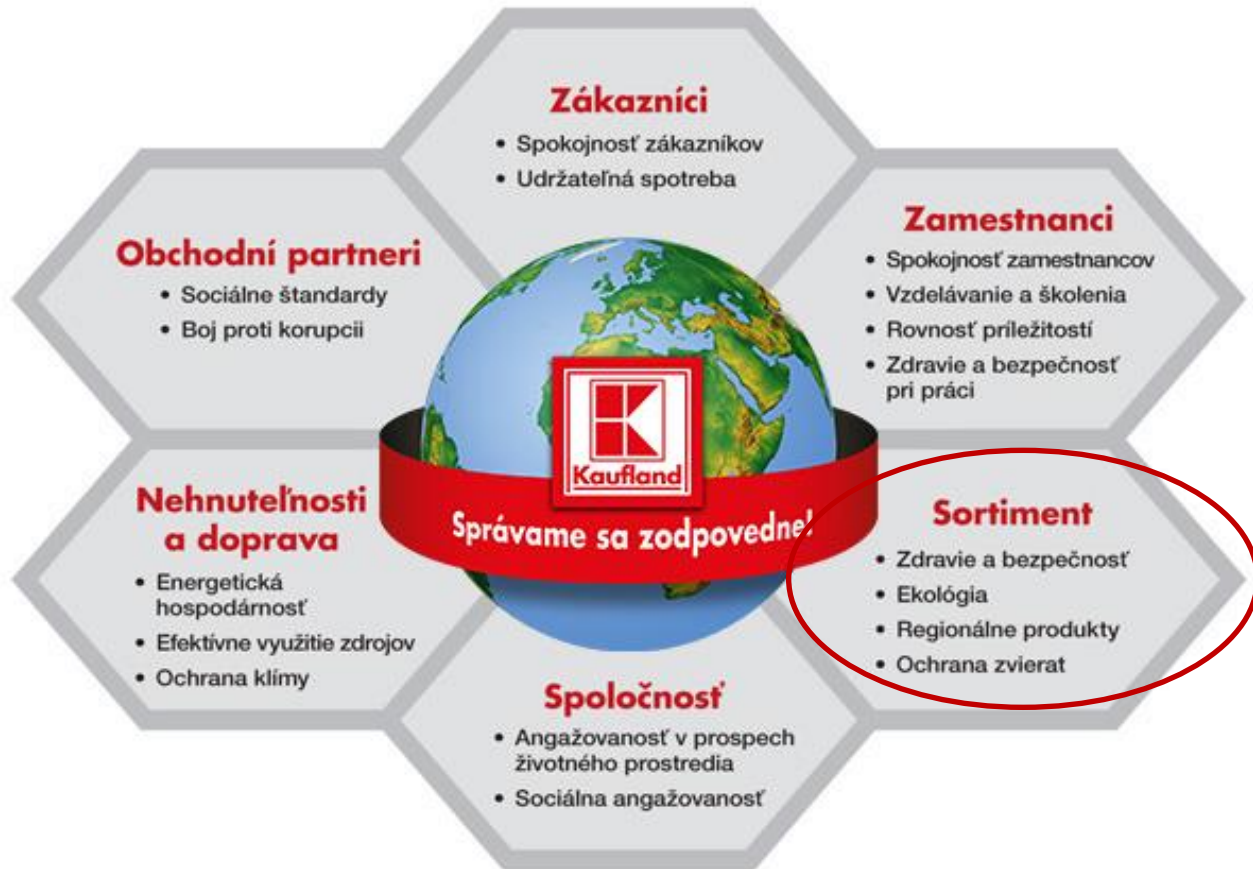 Zákazníci
• Spokojnosť zákazníkov
• Udržateľná spotreba
Obchodní partneri
• Sociálne štandardy
• Boj proti korupcii
Zamestnanci
• Spokojnosť zamestnancov
• Vzdelávanie a školenia
• Rovnosť príležitostí
• Zdravie a bezpečnosť
pri práci
Kaufland
Správame sa zodpovedne!
Nehnuteľnosti
a doprava
• Energetická
hospodárnosť
• Efektívne využitie zdrojov
• Ochrana klímy
Sortiment
• Zdravie a bezpečnosť
• Ekológia
• Regionálne produkty
• Ochrana zvierat
Spoločnosť
• Angažovanosť v prospech
životného prostredia
• Sociálna angažovanosť